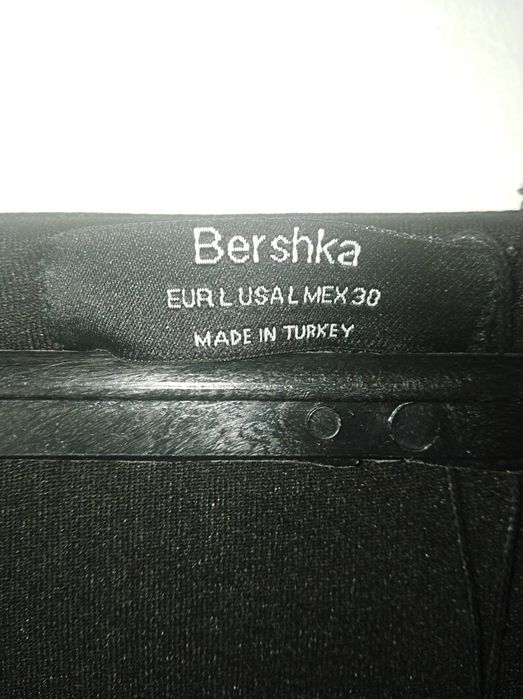 Bershka
EUR L USA L MEX 30
MADE IN TURKEY